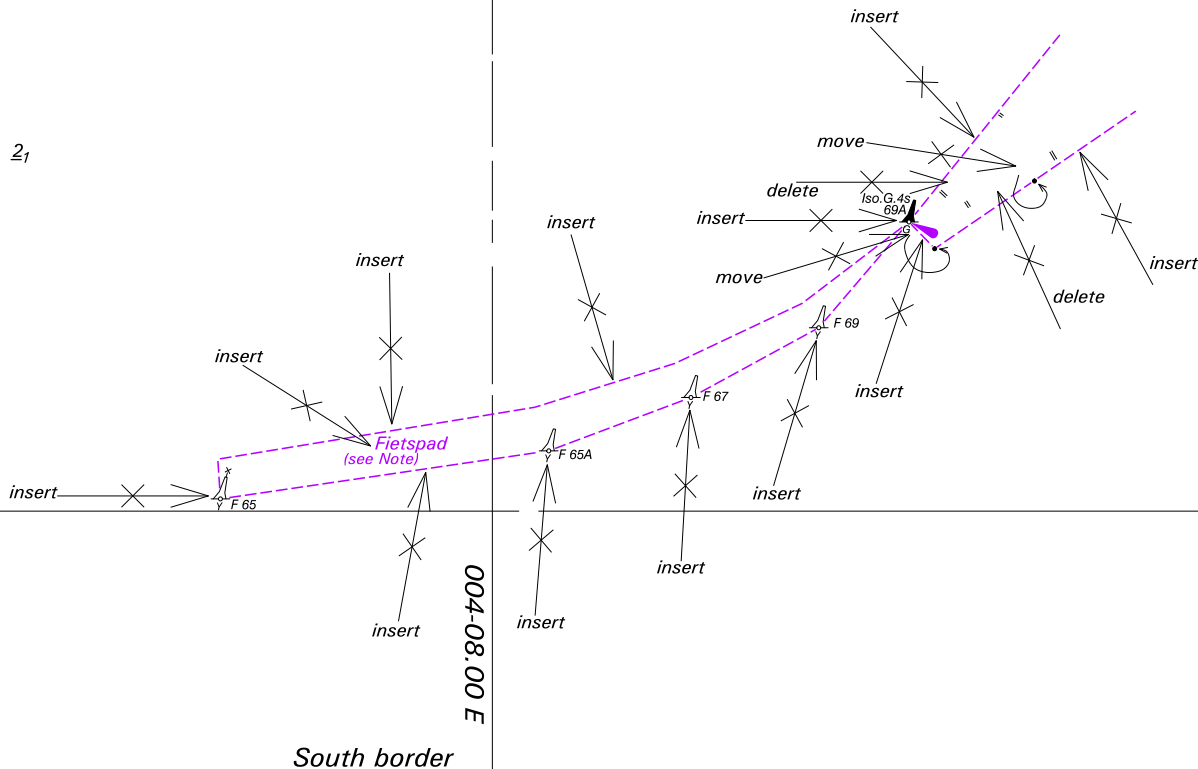 insert
2₁
move
delete
Iso.G.4s
69A
insert
G
insert
insert
move
insert
delete
insert
F 69
Y
insert
insert
F 67
Y
Fietspad
(see Note)
F 65A
Y
insert
x
F 65
Y
insert
insert
insert
insert
004-08.00 E
South border